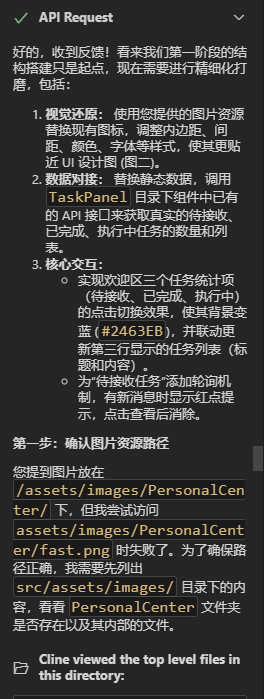 API Request
好的，收到反馈！看来我们第一阶段的结
构搭建只是起点，现在需要进行精细化打
磨，包括：
1. 视觉还原： 使用您提供的图片资源
替换现有图标，调整内边距、间
距、颜色、字体等样式，使其更贴
近 UI 设计图 (图二)。
2. 数据对接： 替换静态数据，调用
TaskPanel 目录下组件中已有
的 API 接口来获取真实的待接收、
已完成、执行中任务的数量和列
表。
3. 核心交互：
◦ 实现欢迎区三个任务统计项
（待接收、已完成、执行中）
的点击切换效果，使其背景变
蓝 (#2463EB)，并联动更
新第三行显示的任务列表（标
题和内容）。
◦ 为“待接收任务”添加轮询机
制，有新消息时显示红点提
示，点击查看后消除。
第一步：确认图片资源路径
您提到图片放在
/assets/images/PersonalCen
ter/ 下，但我尝试访问
assets/images/PersonalCent
er/fast.png 时失败了。为了确保路
径正确，我需要先列出
src/assets/images/ 目录下的内
容，看看 PersonalCenter 文件夹
是否存在以及其内部的文件。
Cline viewed the top level files in
this directory: